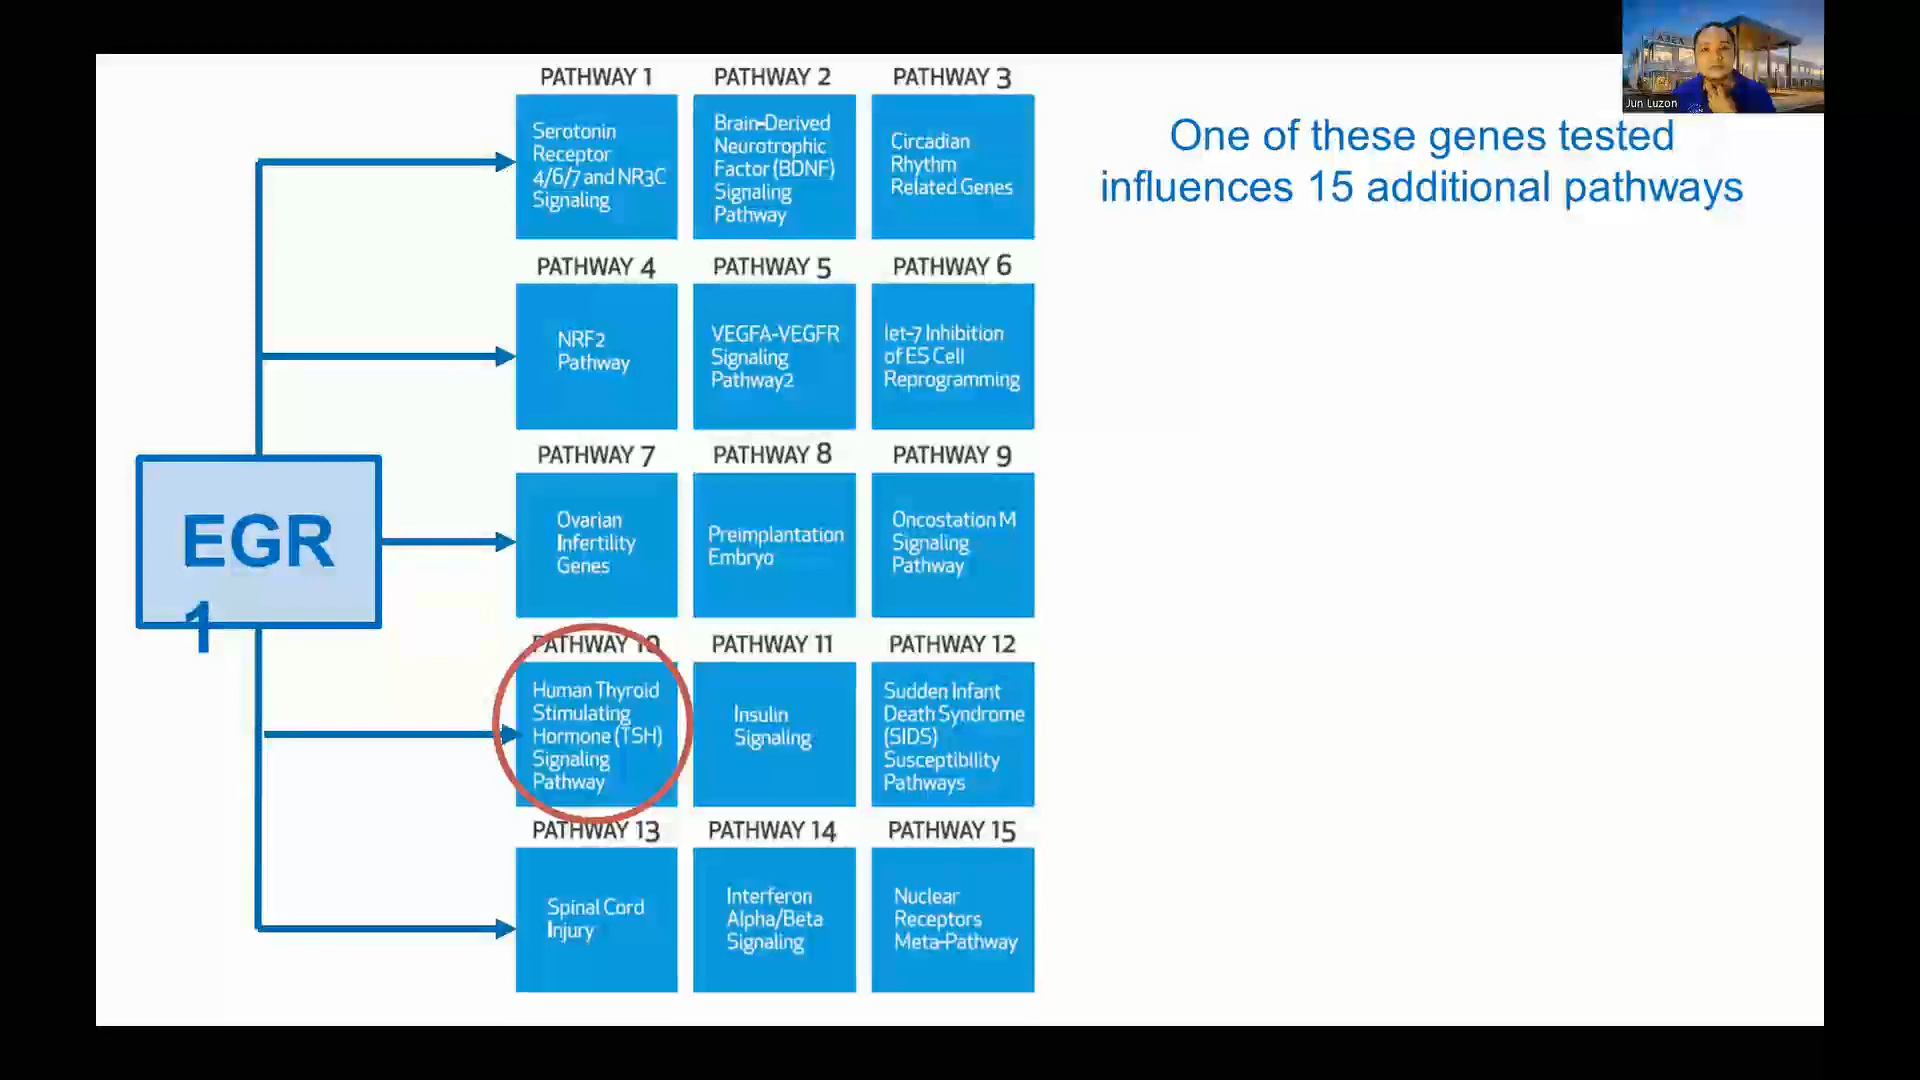 PATHWAY 1
Serotonin
Receptor
4/6/7 and NR3C
Signaling
PATHWAY 2
Brain-Derived
Neurotrophic
Factor (BDNF)
Signaling
Pathway
PATHWAY 3
Circadian
Rhythm
Related Genes
Jun Luzon
One of these genes tested
influences 15 additional pathways
PATHWAY 4
NRF2
Pathway
PATHWAY 5
VEGFA-VEGFR
Signaling
Pathway2
PATHWAY 6
let-7 Inhibition
of ES Cell
Reprogramming
EGR
1
PATHWAY 7
Ovarian
Infertility
Genes
PATHWAY 8
Preimplantation
Embryo
PATHWAY 9
Oncostation M
Signaling
Pathway
PATHWAY 10
Human Thyroid
Stimulating
Hormone (TSH)
Signaling
Pathway
PATHWAY 11
Insulin
Signaling
PATHWAY 12
Sudden Infant
Death Syndrome
(SIDS)
Susceptibility
Pathways
PATHWAY 13
Spinal Cord
Injury
PATHWAY 14
Interferon
Alpha/Beta
Signaling
PATHWAY 15
Nuclear
Receptors
Meta-Pathway